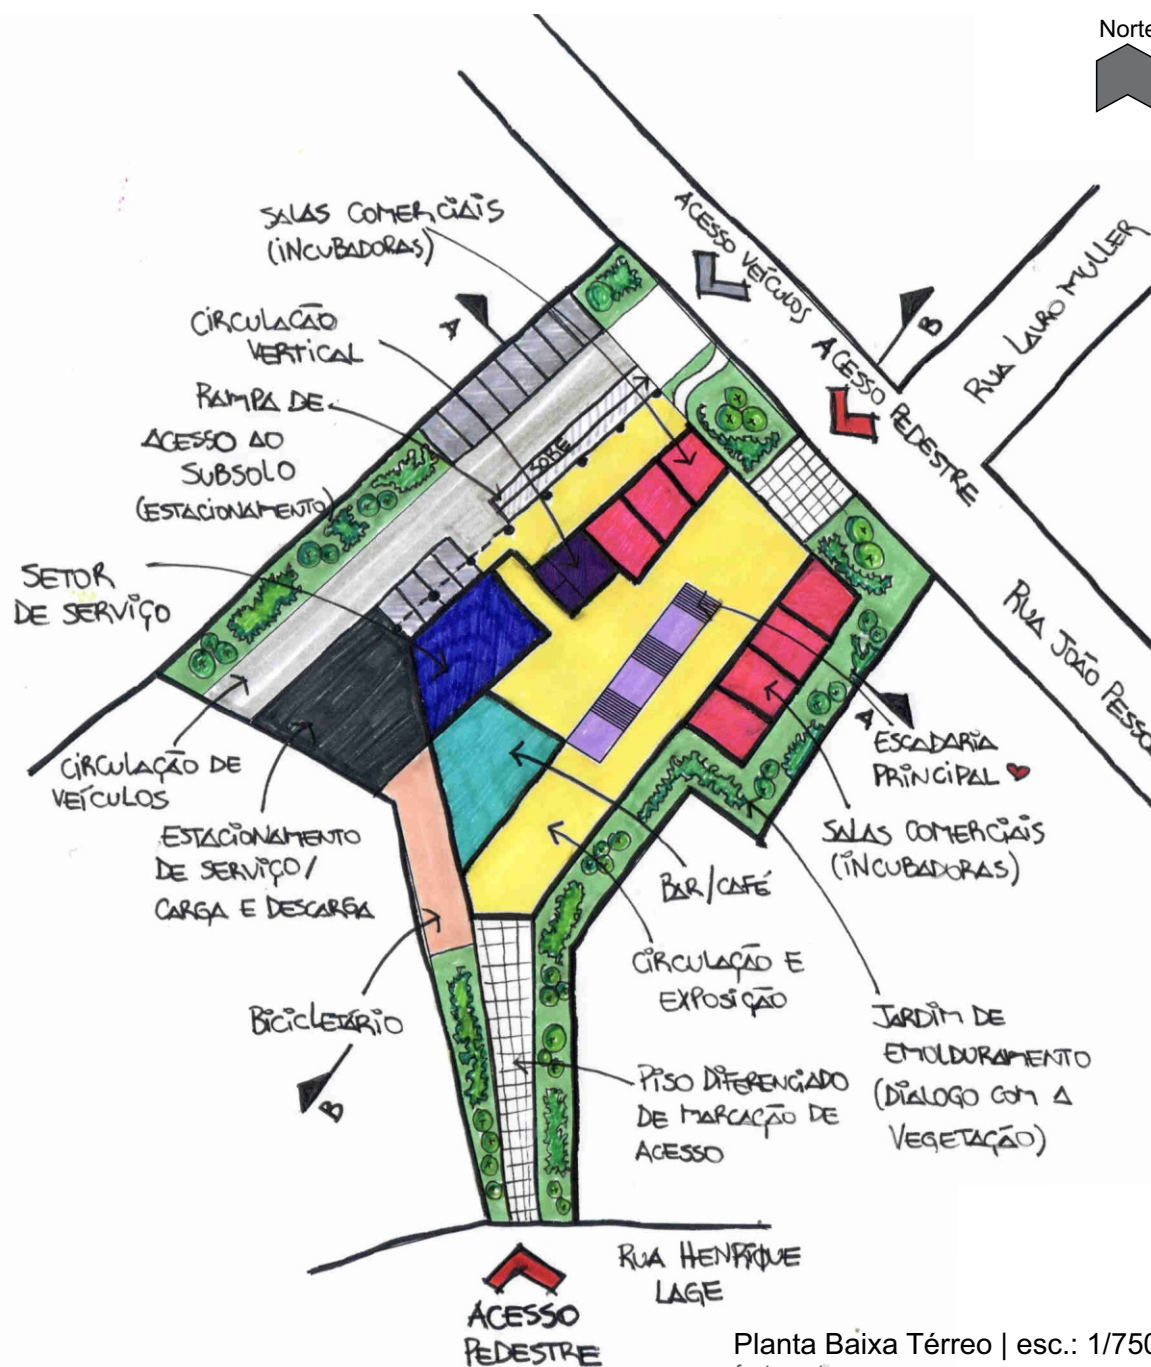 Norte
SALAS COMERCIAIS
(INCUBADORAS)
ACESSO VEÍCULOS
A
B
CIRCULACÃO
VERTICAL
ACESSO PEDESTRE
RUA LAURO MULLER
RAMPA DE
ACESSO AO
SUBSOLO
(ESTACIONAMENTO)
SOBE
SETOR
DE SERVIÇO
RUA JOÃO PESSO
A
ESCADARIA
PRINCIPAL
CIRCULAÇÃO DE
VEÍCULOS
ESTACIONAMENTO
DE SERVIÇO/
CARGA E DESCARGA
SALAS COMERCIAIS
(INCUBADORAS)
BAR/CAFÉ
CIRCULAÇÃO E
EXPOSIÇÃO
BICICLETÁRIO
JARDIM DE
EMOLDURAMENTO
(DIALOGO COM A
VEGETAÇÃO)
B
PISO DIFERENCIADO
DE MARCAÇÃO DE
ACESSO
RUA HENRIQUE
LAGE
ACESSO
PEDESTRE
Planta Baixa Térreo | esc.: 1/750